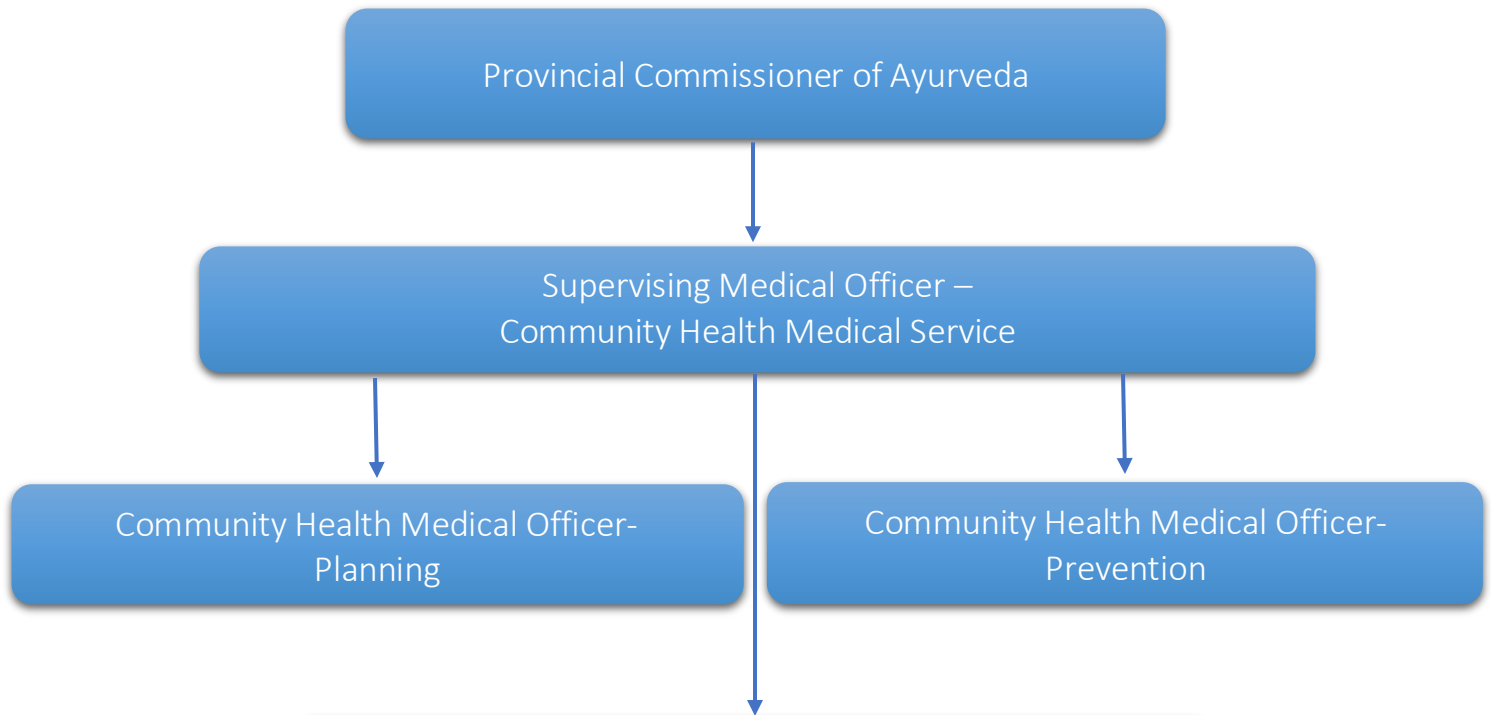 Provincial Commissioner of Ayurveda
Supervising Medical Officer –
Community Health Medical Service
Community Health Medical Officer-
Planning
Community Health Medical Officer-
Prevention